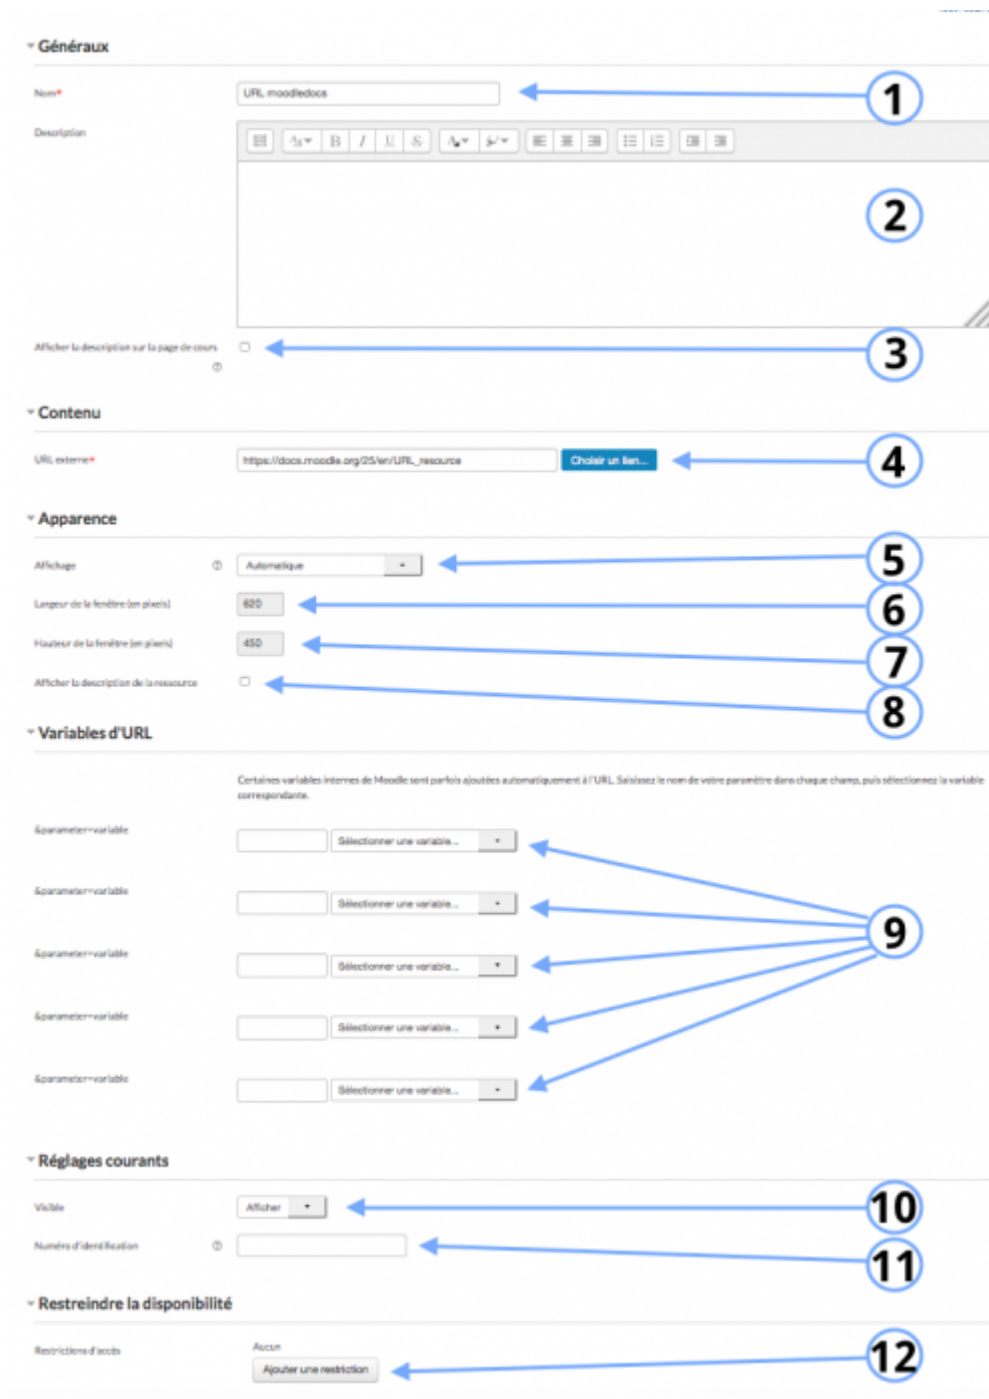 Généraux
Nom*
URL moodledocs
1
Description
2
Afficher la description sur la page de cours
3
Contenu
URL externe*
https://docs.moodle.org/25/en/URL_resource
Choisir un lien...
4
Apparence
Affichage
Automatique
5
Largeur de la fenêtre (en pixels)
620
6
Hauteur de la fenêtre (en pixels)
450
7
Afficher la description de la ressource
8
Variables d'URL
Certaines variables internes de Moodle sont parfois ajoutées automatiquement à l'URL. Saisissez le nom de votre paramètre dans chaque champ, puis sélectionnez la variable
correspondante.
&parameter=variable
Sélectionner une variable...
&parameter=variable
Sélectionner une variable...
9
&parameter=variable
Sélectionner une variable...
&parameter=variable
Sélectionner une variable...
&parameter=variable
Sélectionner une variable...
Réglages courants
Visible
Afficher
10
Numéro d'identification
11
Restreindre la disponibilité
Restrictions d'accès
Aucun
Ajouter une restriction
12